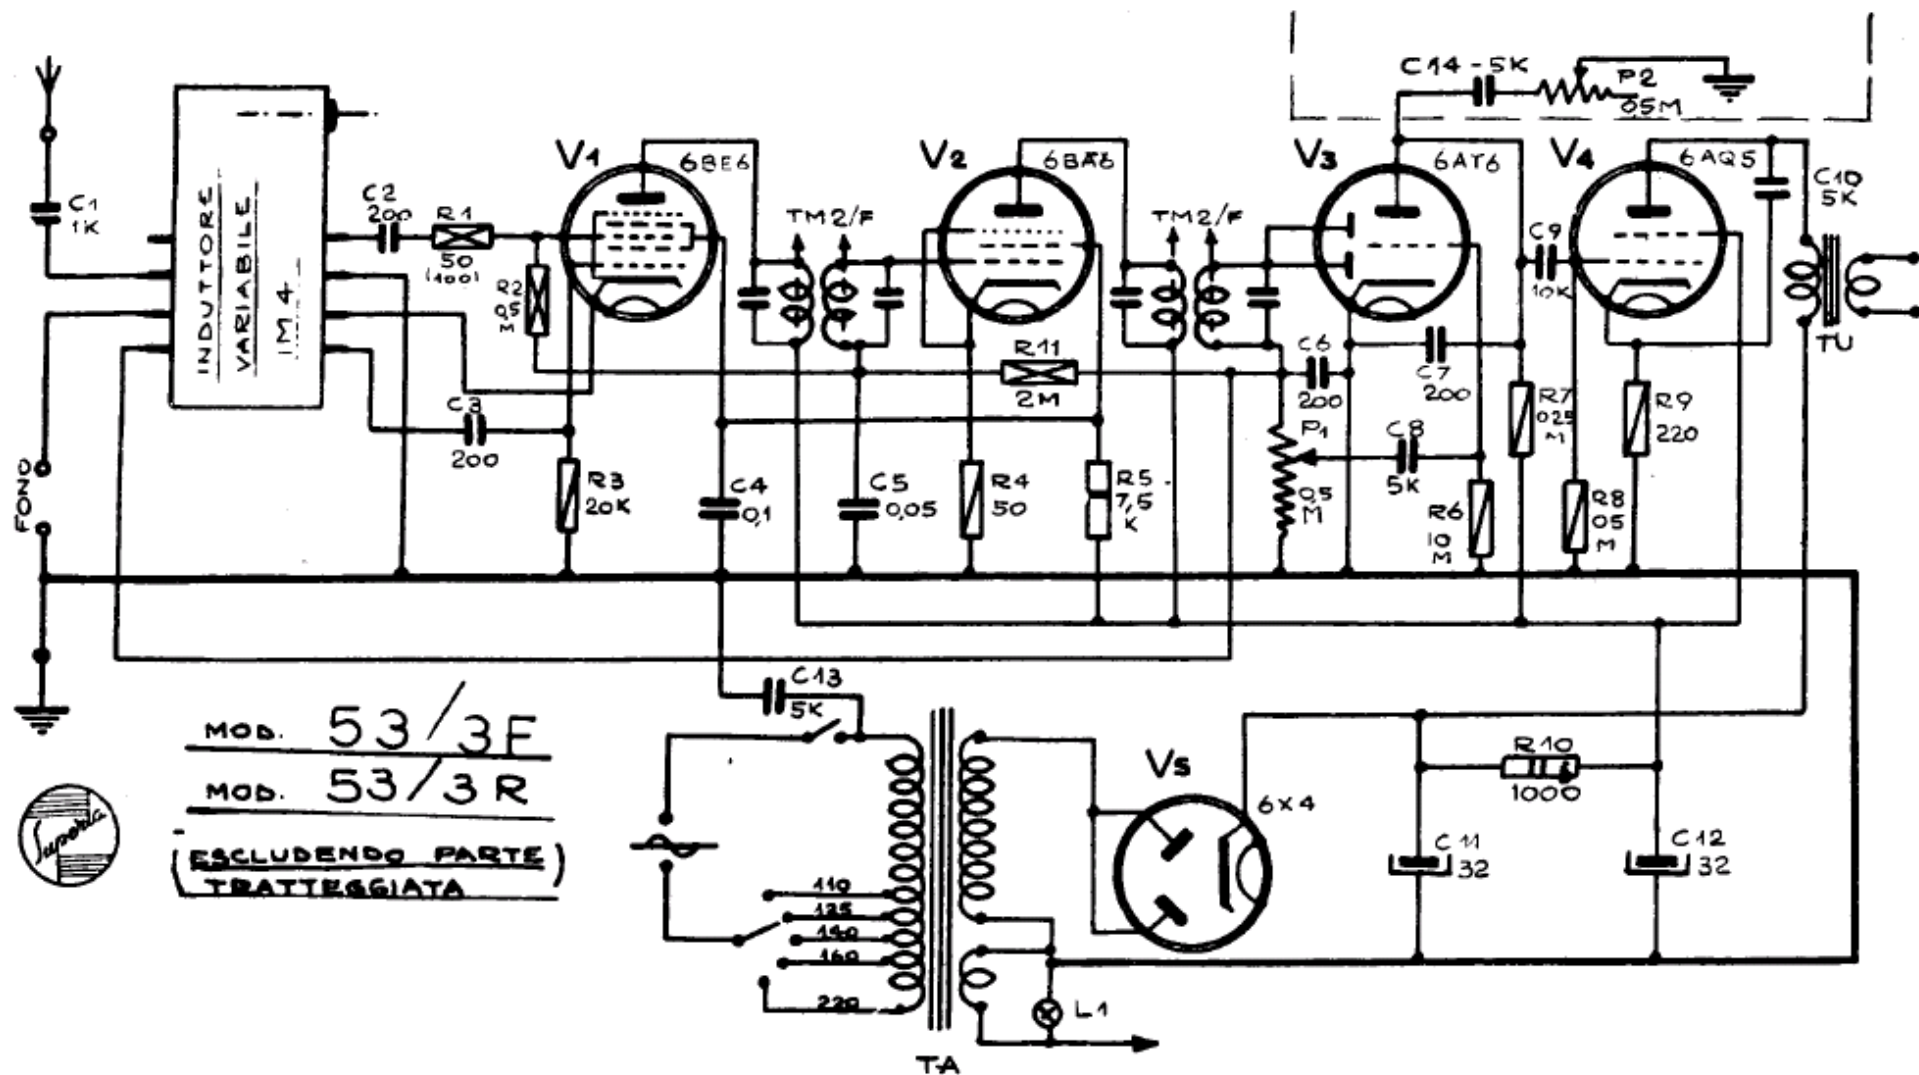 C14 - 5K
P2
05M
V1
6BE6
V2
6BA6
V3
6AT6
V4
6AQ5
C10
5K
C1
1K
INDUTTORE
VARIABILE
IM4
C2
200
R1
50
(100)
R2
0,5
M
TM2/F
TM2/F
C9
10K
TU
R11
2M
C6
200
C7
200
R7
025
M
R9
220
C3
200
P1
0,5
M
C8
5K
FONO
R3
20K
C4
0,1
C5
0,05
R4
50
R5
7,5
K
R6
10
M
R8
05
M
C13
5K
MOD. 53/3F
MOD. 53/3R
(ESCLUDENDO PARTE
TRATTEGGIATA)
Superla
V5
6X4
R10
1000
C11
32
C12
32
110
125
140
160
220
L1
TA